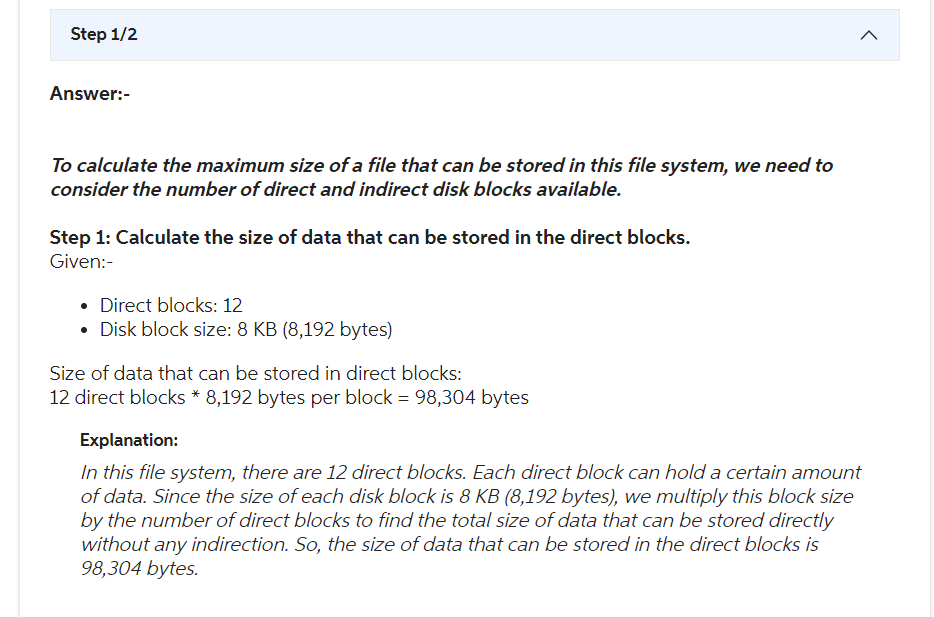 Step 1/2
Answer:-
To calculate the maximum size of a file that can be stored in this file system, we need to
consider the number of direct and indirect disk blocks available.
Step 1: Calculate the size of data that can be stored in the direct blocks.
Given:-
• Direct blocks: 12
• Disk block size: 8 KB (8,192 bytes)
Size of data that can be stored in direct blocks:
12 direct blocks * 8,192 bytes per block = 98,304 bytes
Explanation:
In this file system, there are 12 direct blocks. Each direct block can hold a certain amount
of data. Since the size of each disk block is 8 KB (8,192 bytes), we multiply this block size
by the number of direct blocks to find the total size of data that can be stored directly
without any indirection. So, the size of data that can be stored in the direct blocks is
98,304 bytes.